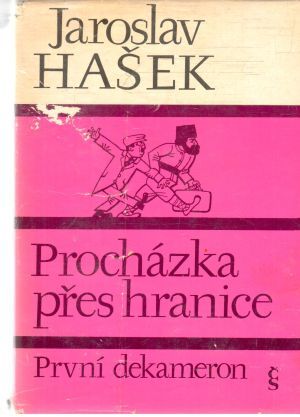 Jaroslav
HAŠEK
Procházka
přes hranice
První dekameron
čs